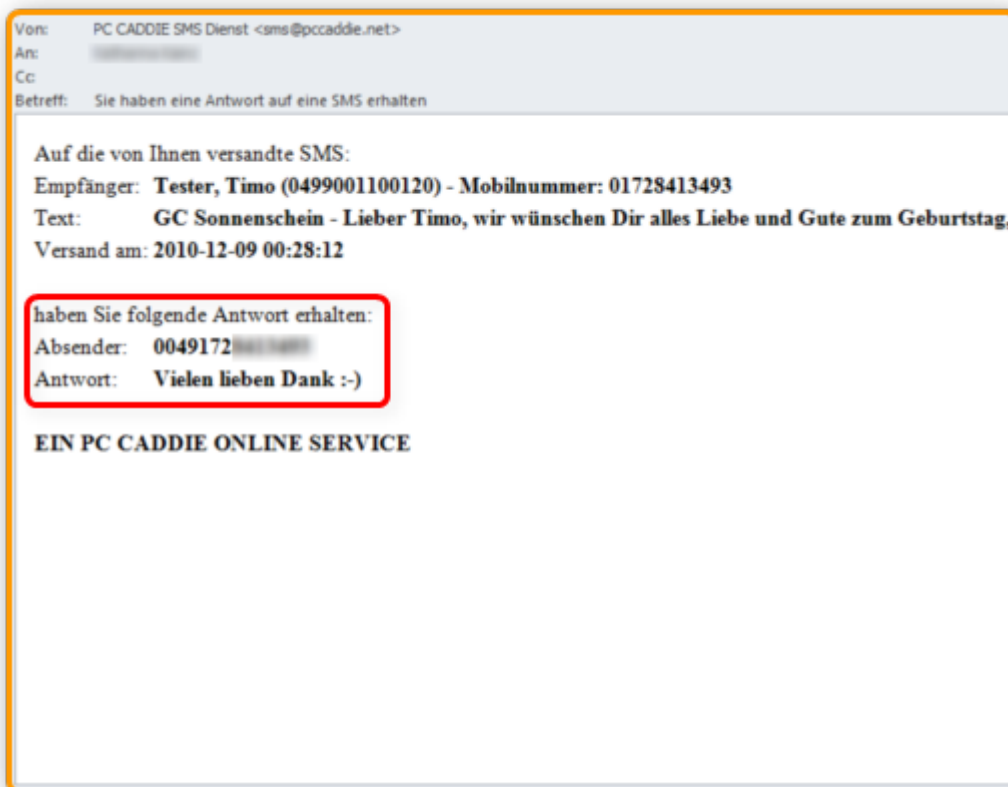 Von: PC CADDIE SMS Dienst <sms@pccaddie.net>
An:
Cc
Betreff: Sie haben eine Antwort auf eine SMS erhalten
Auf die von Ihnen versandte SMS:
Empfänger: Tester, Timo (0499001100120) - Mobilnummer: 01728413493
Text: GC Sonnenschein - Lieber Timo, wir wünschen Dir alles Liebe und Gute zum Geburtstag,
Versand am: 2010-12-09 00:28:12
haben Sie folgende Antwort erhalten:
Absender: 0049172
Antwort: Vielen lieben Dank :-)
EIN PC CADDIE ONLINE SERVICE